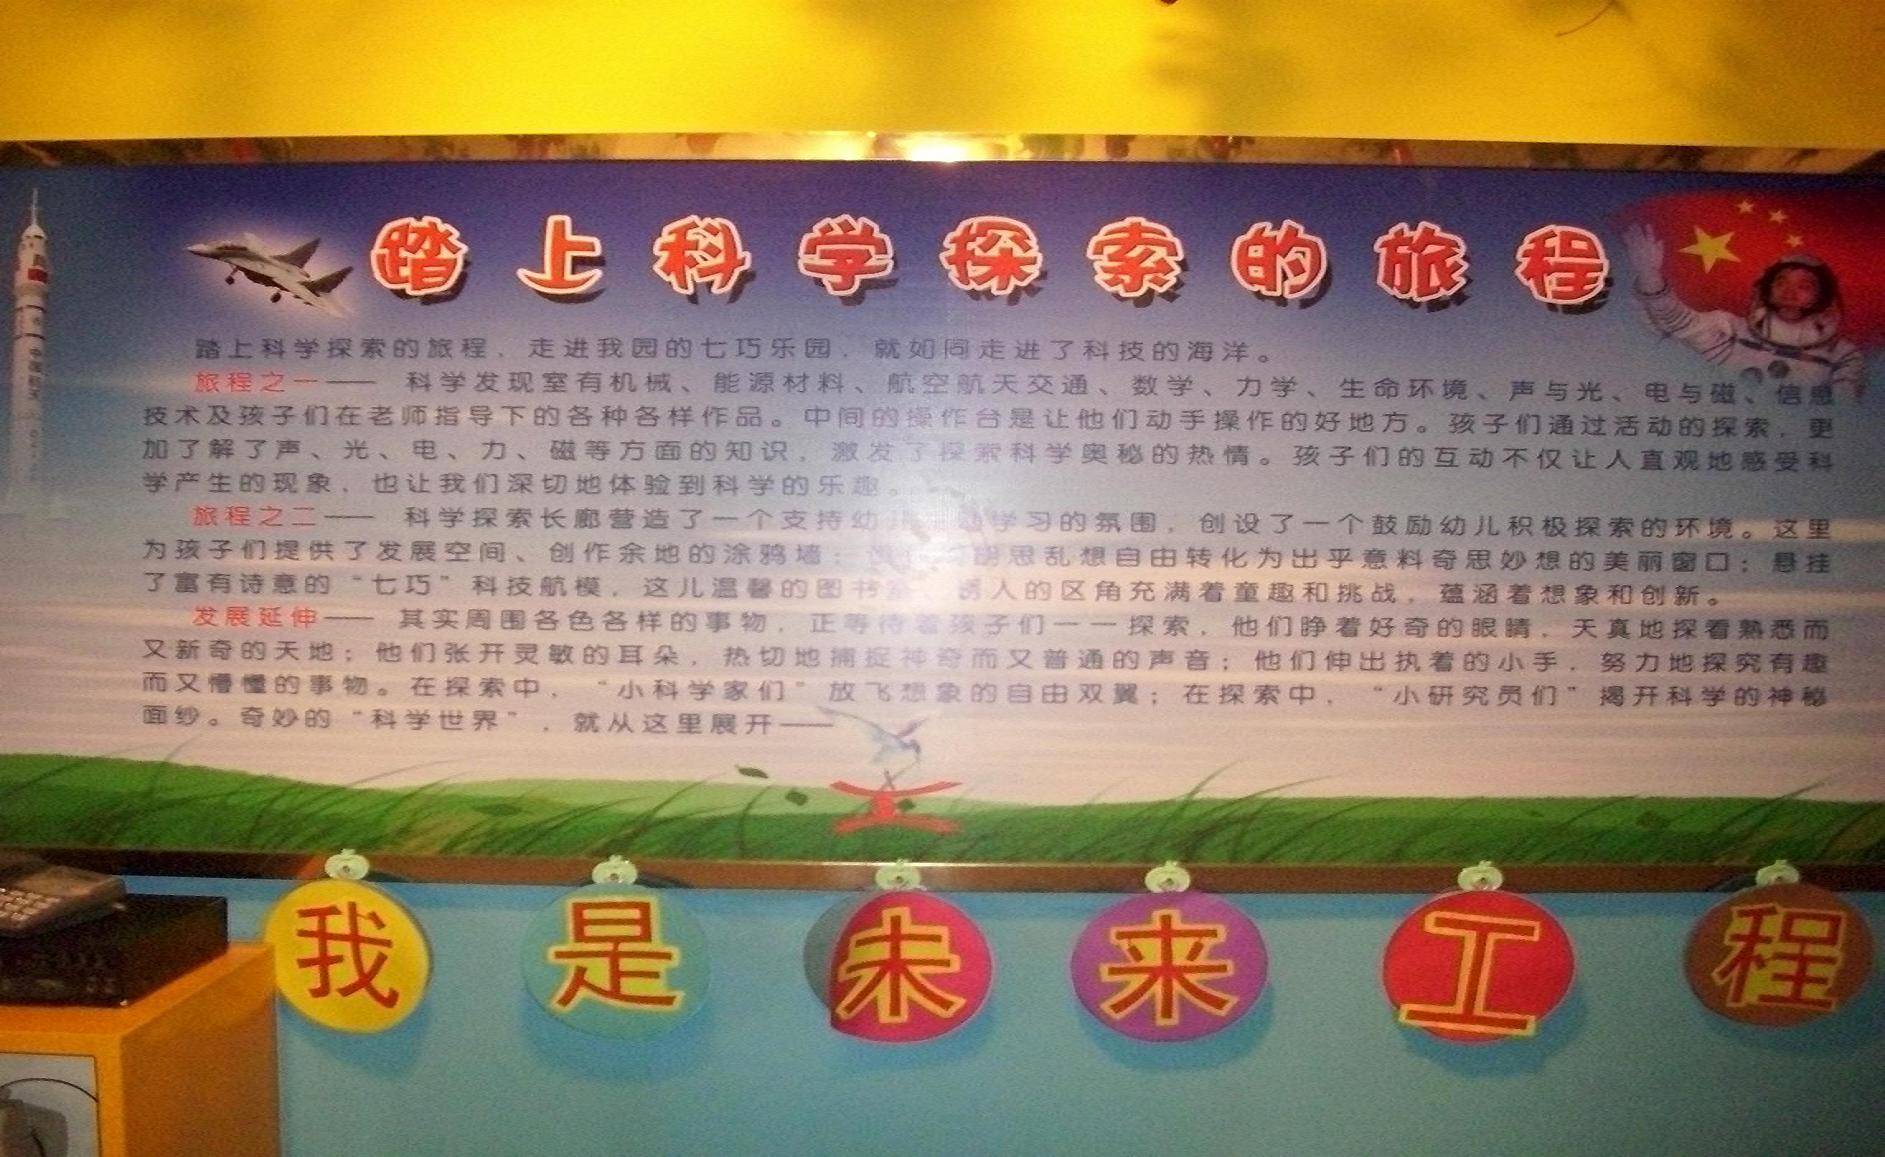 踏上科学探索的旅程
踏上科学探索的旅程，走进我园的七巧乐园，就如同走进了科技的海洋。
旅程之一—— 科学发现室有机械、能源材料、航空航天交通、数学、力学、生命环境、声与光、电与磁、信息
技术及孩子们在老师指导下的各种各样作品。中间的操作台是让他们动手操作的好地方。孩子们通过活动的探索，更
加了解了声、光、电、力、磁等方面的知识，激发了探索科学奥秘的热情。孩子们的互动不仅让人直观地感受科
学产生的现象，也让我们深切地体验到科学的乐趣。
旅程之二—— 科学探索长廊营造了一个支持幼 学习的氛围，创设了一个鼓励幼儿积极探索的环境。这里
为孩子们提供了发展空间、创作余地的涂鸦墙； 胡思乱想自由转化为出乎意料奇思妙想的美丽窗口；悬挂
了富有诗意的“七巧”科技航模，这儿温馨的图书 、诱人的区角充满着童趣和挑战，蕴涵着想象和创新。
发展延伸—— 其实周围各色各样的事物，正等待着孩子们一一探索，他们睁着好奇的眼睛，天真地探看熟悉而
又新奇的天地；他们张开灵敏的耳朵，热切地捕捉神奇而又普通的声音；他们伸出执着的小手，努力地探究有趣
而又懵懂的事物。在探索中，“小科学家们”放飞想象的自由双翼；在探索中，“小研究员们”揭开科学的神秘
面纱。奇妙的“科学世界”，就从这里展开——
中国航天
我是未来工程